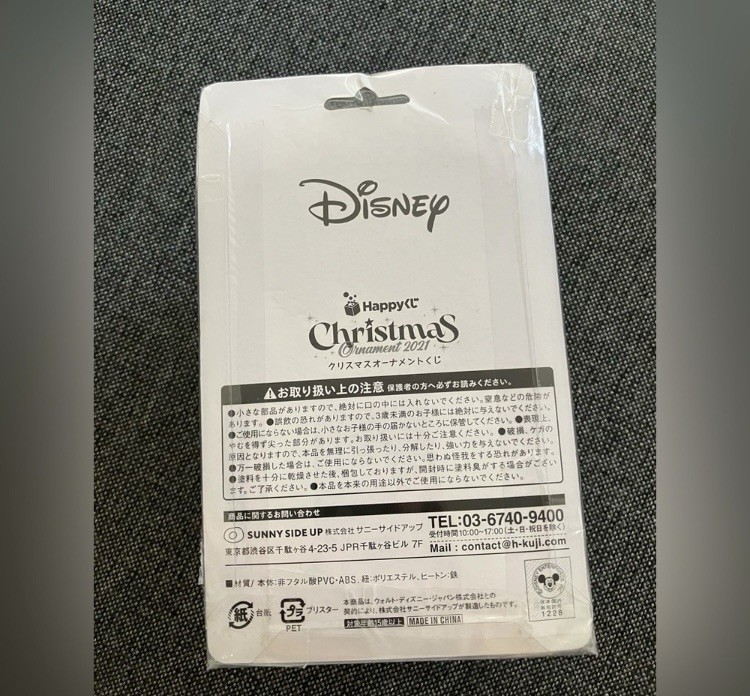 Disney
Happyくじ
Christmas
Ornament 2021
クリスマスオーナメントくじ
お取り扱い上の注意 保護者の方へ必ずお読みください。
●小さな部品がありますので、絶対に口の中には入れないでください。窒息などの危険が
あります。●誤飲の恐れがありますので、3歳未満のお子様には絶対に与えないでください。
●ご使用にならない場合は、小さなお子様の手の届かないところに保管してください。●表現上、
やむを得ず尖った部分があります。お取り扱いには十分ご注意ください。●破損、ケガの
原因となりますので、本品を無理に引っ張ったり、分解したり、強い力を与えないでください。
●万一破損した場合は、ご使用にならないでください。思わぬ怪我をする恐れがあります。
●塗料を十分に乾燥させた後、梱包しておりますが、開封時に塗料臭がする場合がござい
ます。ご了承ください。●本品を本来の用途以外でご使用にならないでください。
商品に関するお問い合わせ
SUNNY SIDE UP 株式会社 サニーサイドアップ
東京都渋谷区千駄ヶ谷4-23-5 JPR千駄ヶ谷ビル 7F
TEL:03-6740-9400
受付時間10:00~17:00(土・日・祝日を除く)
Mail : contact@h-kuji.com
■材質/本体:非フタル酸PVC・ABS、紐:ポリエステル、ヒートン:鉄
紙 台紙
プラ ブリスター
PET
本商品は、ウォルト・ディズニー・ジャパン株式会社との
契約により、株式会社サニーサイドアップが製造したものです。
対象年齢15歳以上 MADE IN CHINA
1228